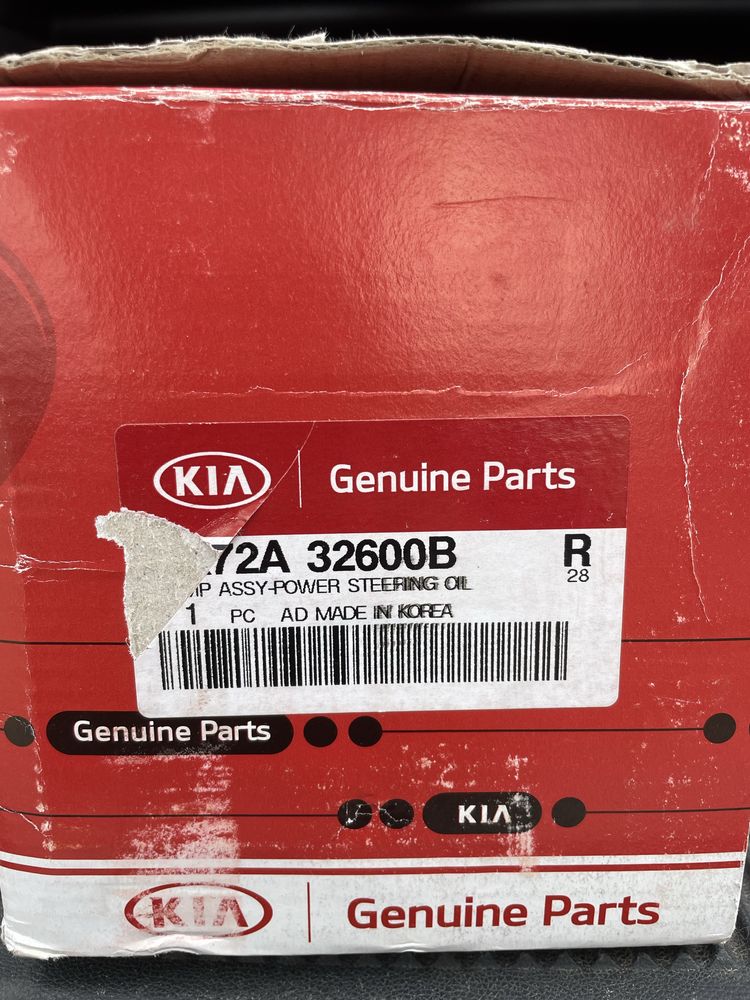 KIA Genuine Parts
72A 32600B R
28
ASSY-POWER STEERING OIL
1 PC AD MADE IN KOREA
Genuine Parts
KIA
KIA Genuine Parts